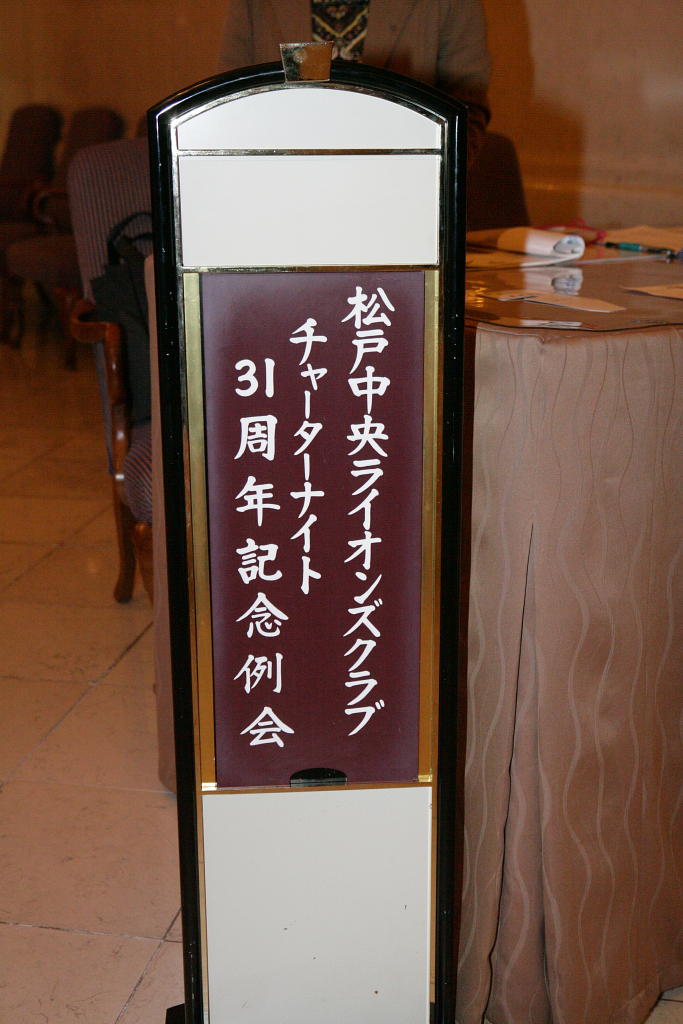 松戸中央ライオンズクラブ
チャーターナイト
31周年記念例会